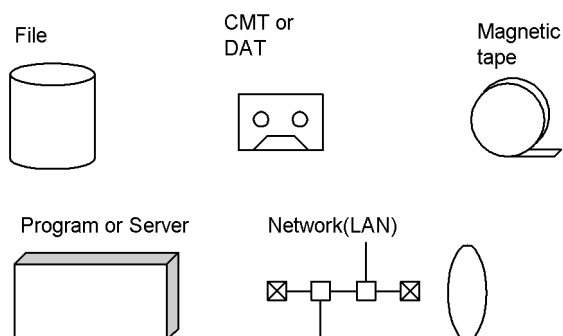 File
CMT or
DAT
Magnetic
tape
Program or Server
Network(LAN)